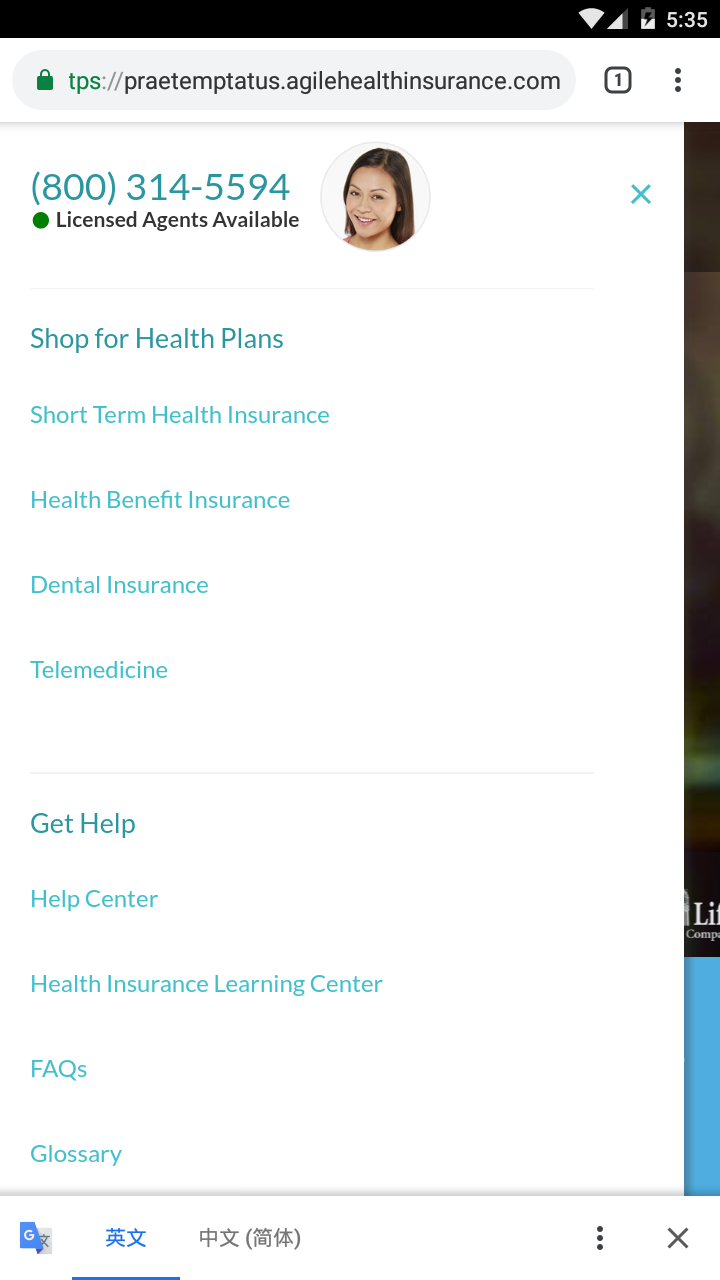 5:35
tps://praetemptatus.agilehealthinsurance.com
1
(800) 314-5594
Licensed Agents Available
Shop for Health Plans
Short Term Health Insurance
Health Benefit Insurance
Dental Insurance
Telemedicine
Get Help
Help Center
Health Insurance Learning Center
FAQs
Glossary
英文
中文 (简体)